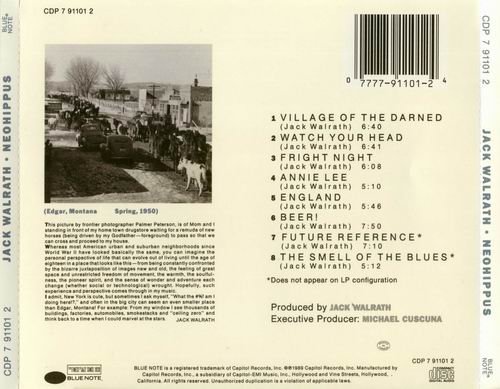 CDP 7 91101 2
BLUE NOTE*
JACK WALRATH • NEOHIPPUS
CDP 7 91101 2
(Edgar, Montana Spring, 1950)
This picture by frontier photographer Palmer Peterson, is of Mom and I
standing in front of my home town drugstore waiting for a remuda of new
horses (being driven by my Godfather—foreground) to pass so that we
can cross and proceed to my house.
Whereas most American urban and suburban neighborhoods since
World War II have looked basically the same, you can imagine the
personal perspective of life that can evolve out of living until the age of
eighteen in a place that looks like this—from being constantly confronted
by the bizarre juxtaposition of images new and old, the feeling of great
space and unrestricted freedom of movement, the warmth, the soulful-
ness, the pioneer spirit, and the sense of wonder and adventure each
change (whether social or technological) wrought. Hopefully, such
experience and perspective comes through in my music.
I admit, New York is cute, but sometimes I ask myself, "What the #%! am I
doing here!?," and often in the big city can seem an even smaller place
than Edgar, Montana! For example: From my window I see thousands of
buildings, factories, automobiles, smokestacks and "ceiling zero" and
think back to a time when I could marvel at the stars. JACK WALRATH
0 7777-91101-2 4
1 VILLAGE OF THE DARNED
(Jack Walrath) 6:40
2 WATCH YOUR HEAD
(Jack Walrath) 6:41
3 FRIGHT NIGHT
(Jack Walrath) 6:08
4 ANNIE LEE
(Jack Walrath) 5:10
5 ENGLAND
(Jack Walrath) 5:46
6 BEER!
(Jack Walrath) 7:50
7 FUTURE REFERENCE*
(Jack Walrath) 7:10
8 THE SMELL OF THE BLUES*
(Jack Walrath) 5:12
*Does not appear on LP configuration
Produced by JACK WALRATH
Executive Producer: MICHAEL CUSCUNA
CDP 7 91101 2
BLUE NOTE
BLUE NOTE is a registered trademark of Capitol Records, Inc. ℗©1989 Capitol Records, Inc. Manufactured by
Capitol Records, Inc., a subsidiary of Capitol-EMI Music, Inc., Hollywood and Vine Streets, Hollywood,
California. All rights reserved. Unauthorized duplication is a violation of applicable laws.
COMPACT
disc
DIGITAL AUDIO
BLUE NOTE*
JACK WALRATH • NEOHIPPUS
CDP 7 91101 2